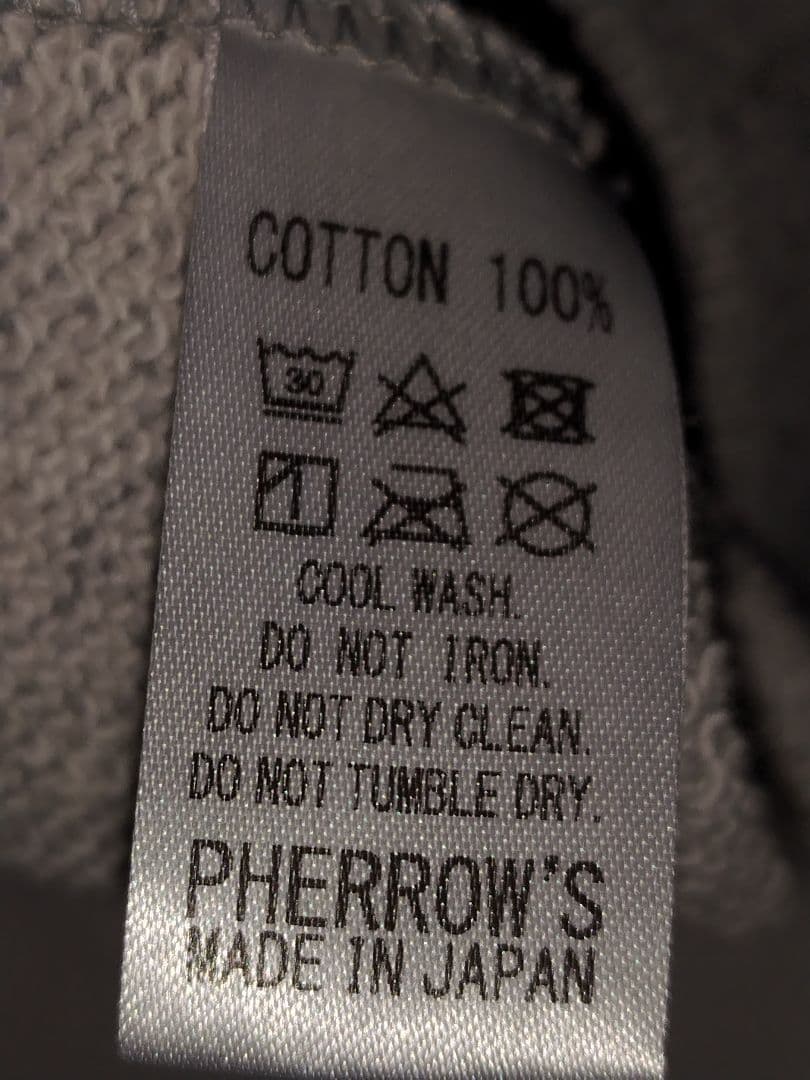 COTTON 100%
30
COOL WASH.
DO NOT IRON.
DO NOT DRY CLEAN.
DO NOT TUMBLE DRY.
PHERROW'S
MADE IN JAPAN